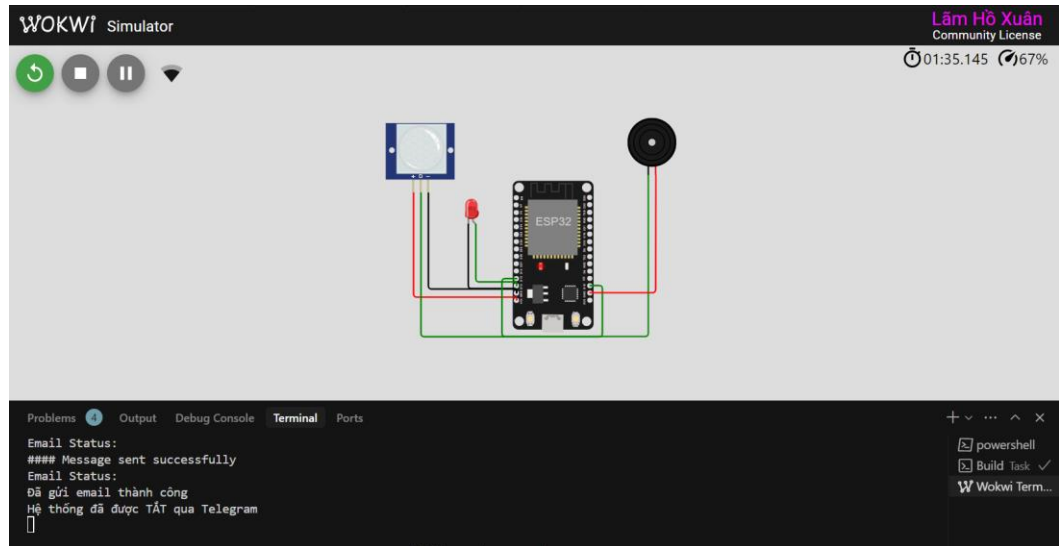 WOKWi Simulator
Lãm Hồ Xuân
Community License
01:35.145 67%
ESP32
Problems 4 Output Debug Console Terminal Ports
Email Status:
#### Message sent successfully
Email Status:
Đã gửi email thành công
Hệ thống đã được TẮT qua Telegram
powershell
Build Task
Wokwi Term...